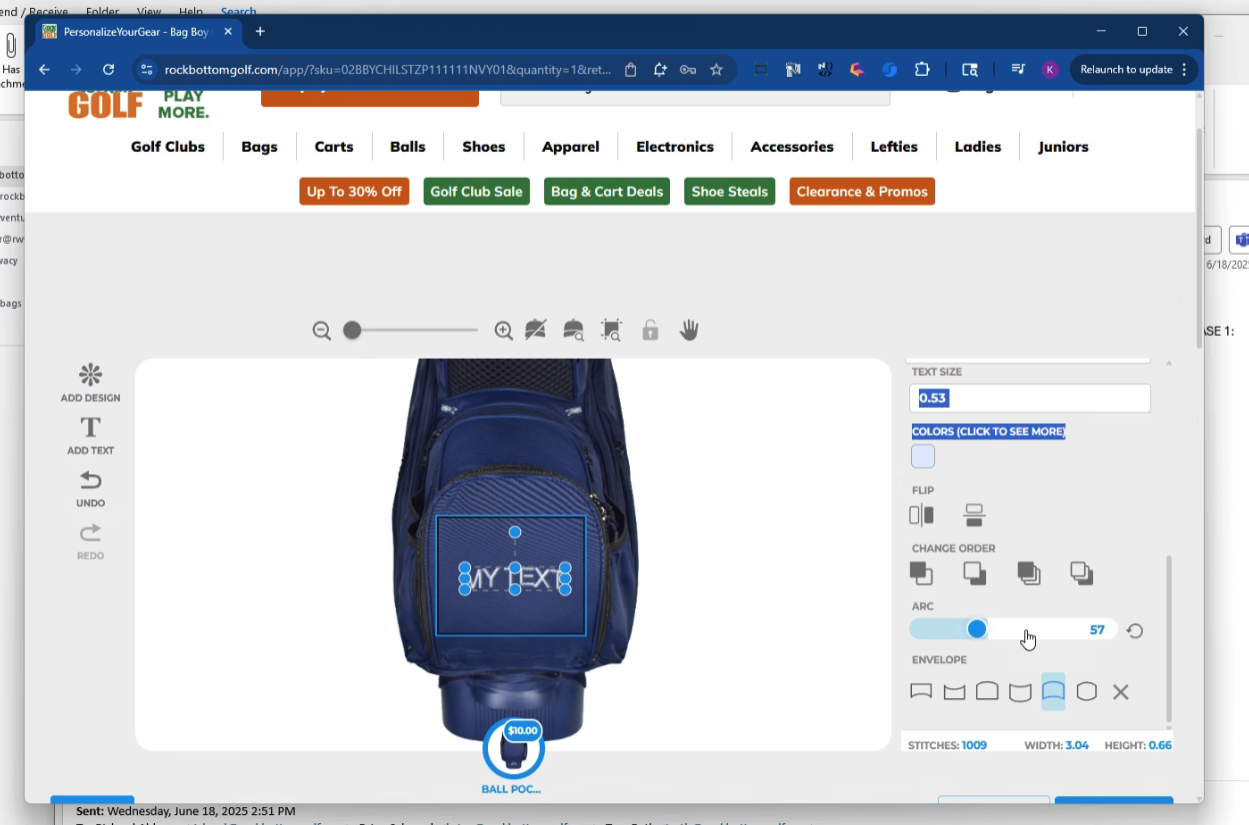 end / Receive Folder View Help Search
PersonalizeYourGear - Bag Boy
Has
rockbottomgolf.com/app/?sku=02BBYCHILSTZP111111NVY01&quantity=1&ret...
K
Relaunch to update
GOLF
PLAY
MORE.
Golf Clubs Bags Carts Balls Shoes Apparel Electronics Accessories Lefties Ladies Juniors
Up To 30% Off Golf Club Sale Bag & Cart Deals Shoe Steals Clearance & Promos
6/18/202
bags
ASE 1:
ADD DESIGN
ADD TEXT
UNDO
REDO
MY TEXT
$10.00
BALL POC...
TEXT SIZE
0.53
COLORS (CLICK TO SEE MORE)
FLIP
CHANGE ORDER
ARC
57
ENVELOPE
STITCHES: 1009 WIDTH: 3.04 HEIGHT: 0.66
Sent: Wednesday, June 18, 2025 2:51 PM